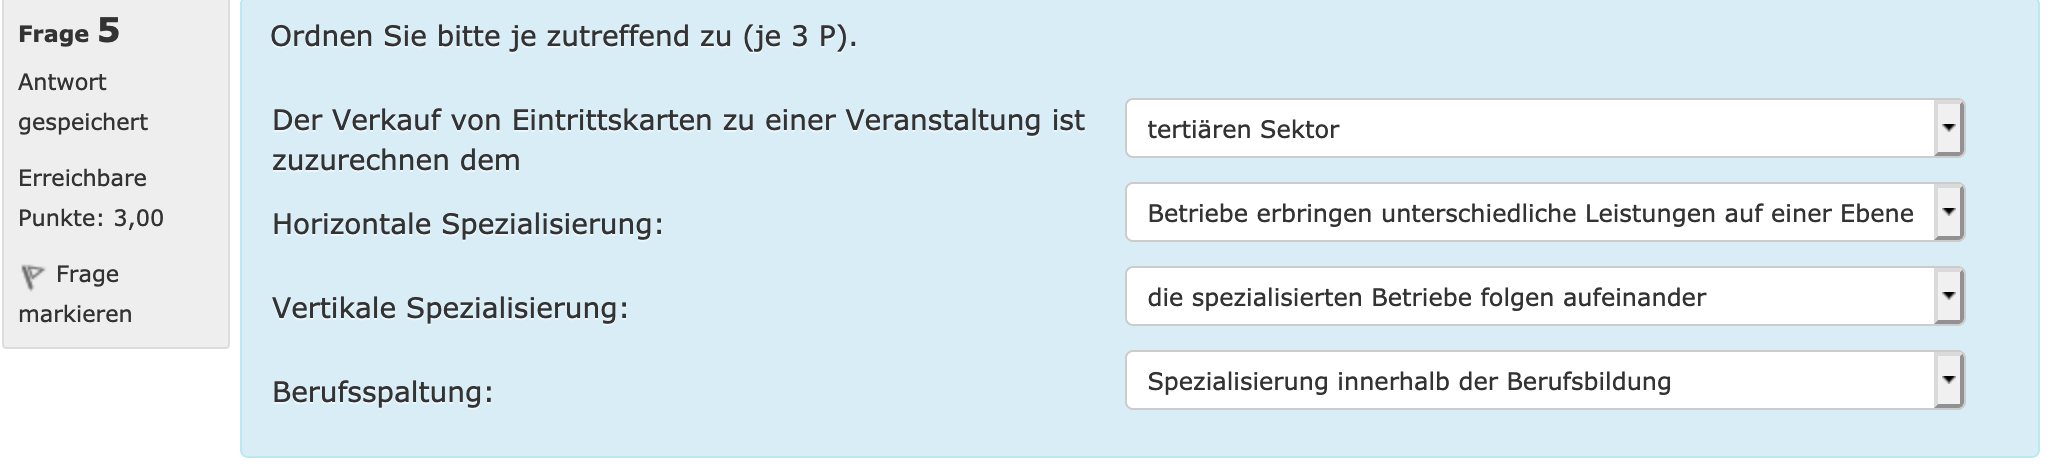 Frage 5
Antwort
gespeichert
Erreichbare
Punkte: 3,00
Frage
markieren
Ordnen Sie bitte je zutreffend zu (je 3 P).
Der Verkauf von Eintrittskarten zu einer Veranstaltung ist
zuzurechnen dem
tertiären Sektor
Horizontale Spezialisierung:
Betriebe erbringen unterschiedliche Leistungen auf einer Ebene
Vertikale Spezialisierung:
die spezialisierten Betriebe folgen aufeinander
Berufsspaltung:
Spezialisierung innerhalb der Berufsbildung